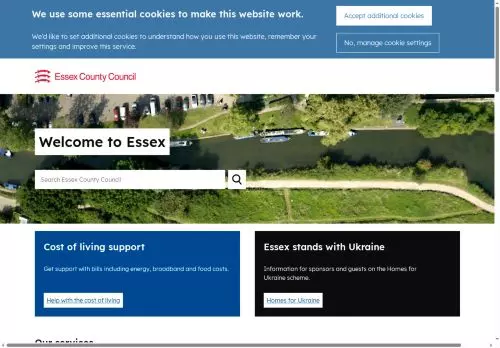 We use some essential cookies to make this website work.
We'd like to set additional cookies to understand how you use this website, remember your
settings and improve this service.
Accept additional cookies
No, manage cookie settings
Essex County Council
Welcome to Essex
Search Essex County Council
Cost of living support
Get support with bills including energy, broadband and food costs.
Help with the cost of living
Essex stands with Ukraine
Information for sponsors and guests on the Homes for
Ukraine scheme.
Homes for Ukraine
Our services